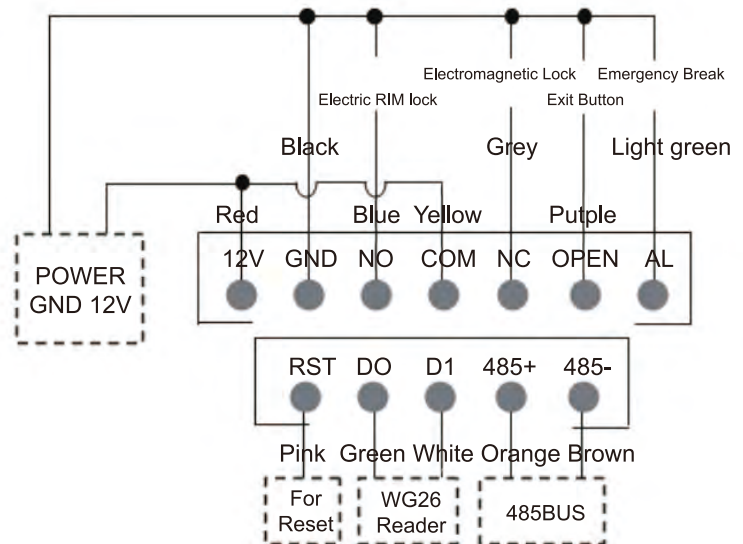 Electromagnetic Lock Emergency Break
Electric RIM lock Exit Button
Black Grey Light green
Red Blue Yellow Putple
12V GND NO COM NC OPEN AL
POWER
GND 12V
RST DO D1 485+ 485-
Pink Green White Orange Brown
For
Reset
WG26
Reader
485BUS